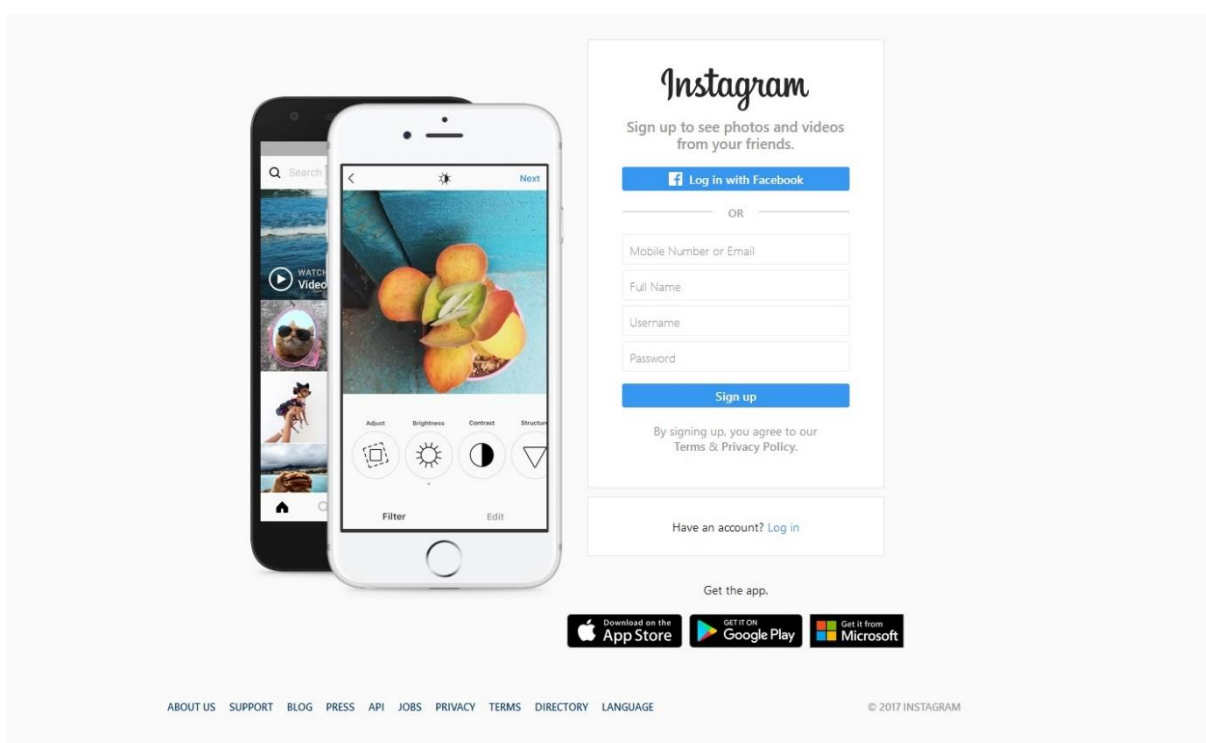 Instagram
Sign up to see photos and videos
from your friends.
Log in with Facebook
OR
Mobile Number or Email
Full Name
Username
Password
Sign up
By signing up, you agree to our
Terms & Privacy Policy.
Have an account? Log in
Get the app.
Download on the
App Store
GET IT ON
Google Play
Get it from
Microsoft
Search
WATCH
Video
Next
Adjust Brightness Contrast Structure
Filter Edit
ABOUT US SUPPORT BLOG PRESS API JOBS PRIVACY TERMS DIRECTORY LANGUAGE
© 2017 INSTAGRAM